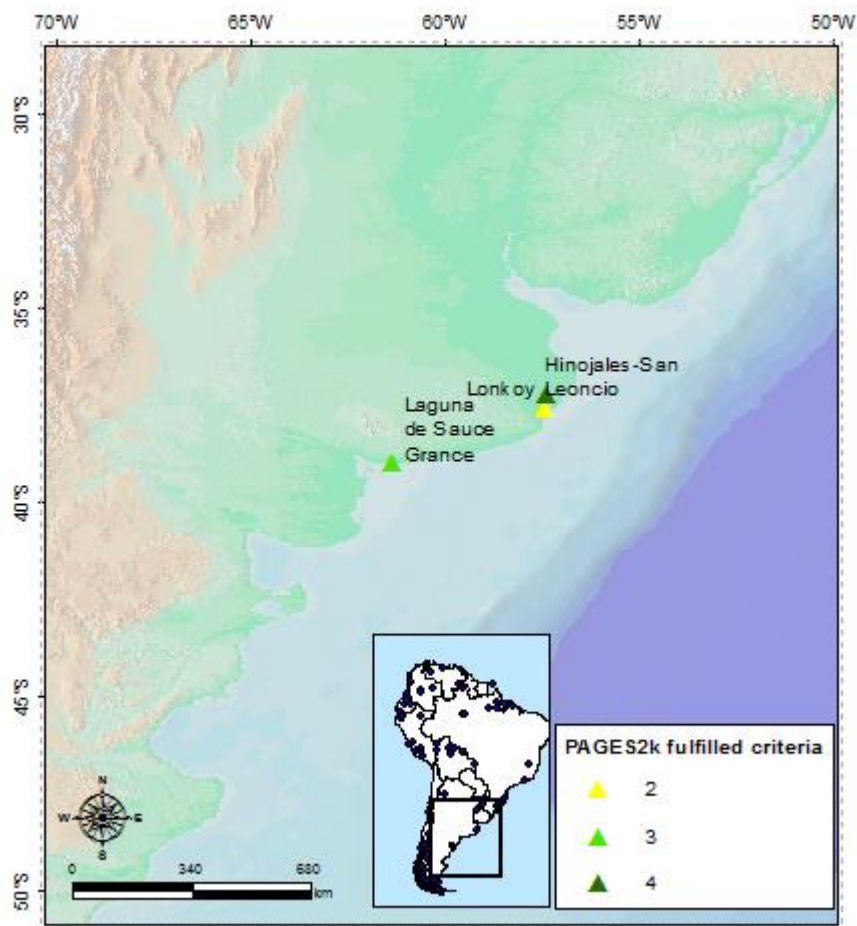 70°W 65°W 60°W 55°W 50°W
30°S
35°S
40°S
45°S
50°S
Hinojales-San
Lonkoy Leoncio
Laguna
de Sauce
Grance
PAGES2k fulfilled criteria
2
3
4
N
W E
S
0 340 680
km